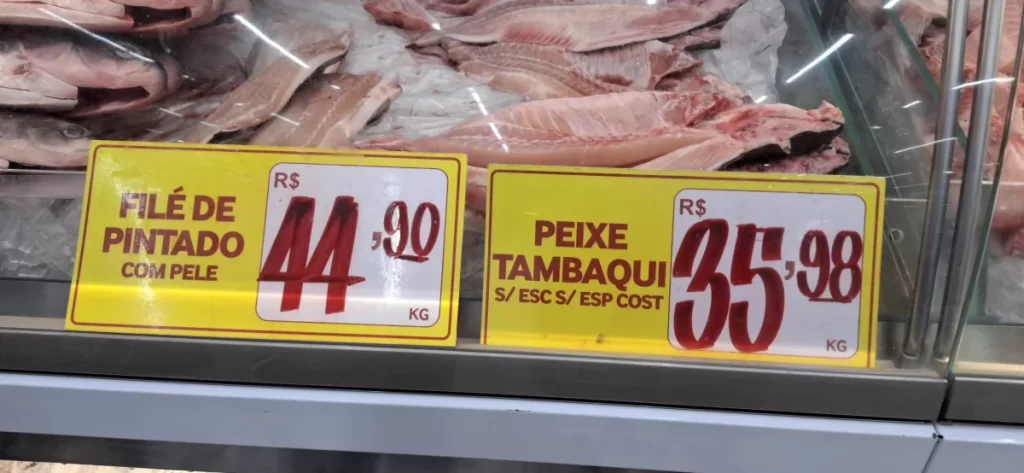 FILÉ DE
PINTADO
COM PELE
R$
44,90
KG
PEIXE
TAMBAQUI
S/ ESC S/ ESP COST
R$
35,98
KG